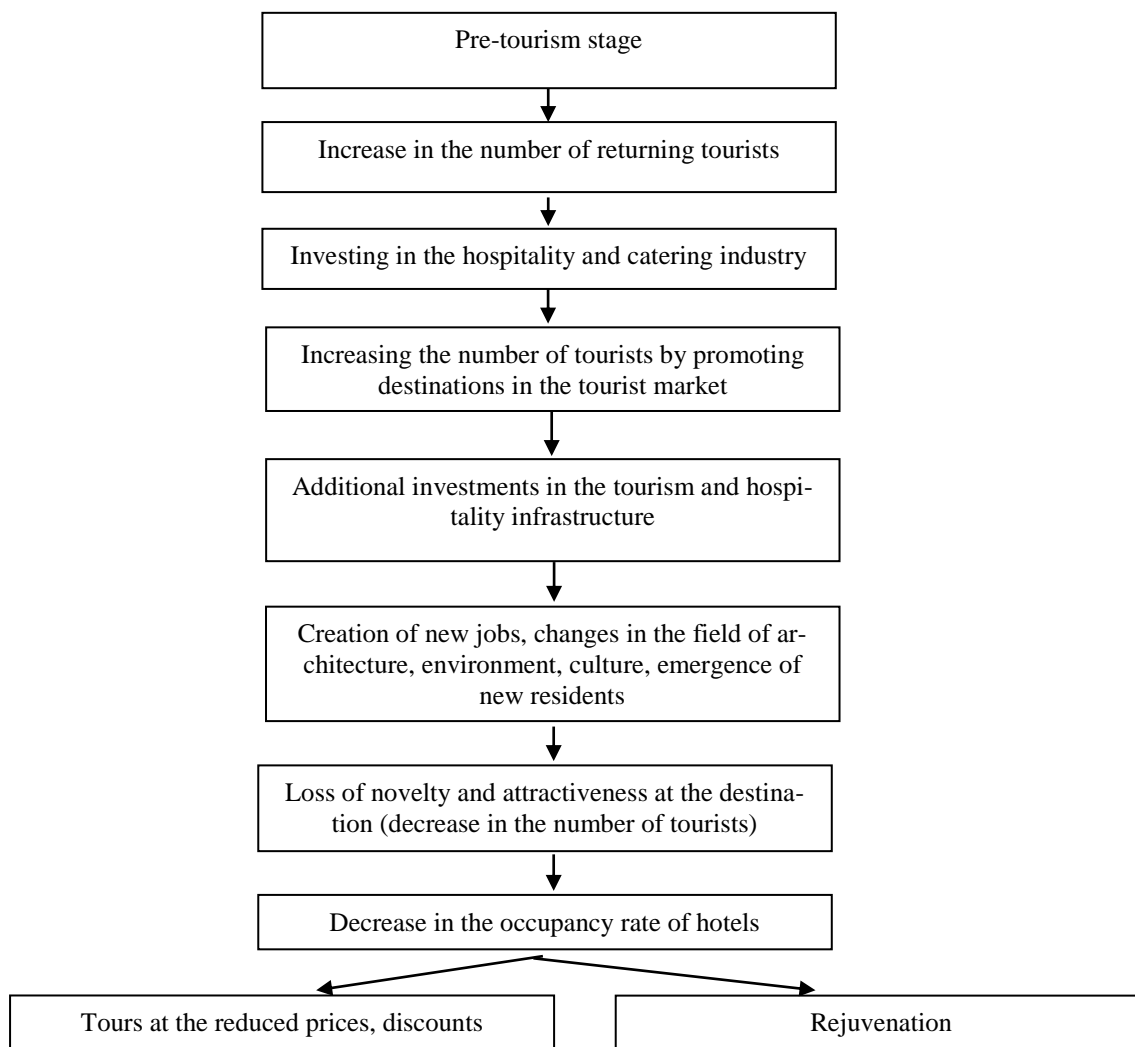 Pre-tourism stage
Increase in the number of returning tourists
Investing in the hospitality and catering industry
Increasing the number of tourists by promoting
destinations in the tourist market
Additional investments in the tourism and hospi-
tality infrastructure
Creation of new jobs, changes in the field of ar-
chitecture, environment, culture, emergence of
new residents
Loss of novelty and attractiveness at the destina-
tion (decrease in the number of tourists)
Decrease in the occupancy rate of hotels
Tours at the reduced prices, discounts
Rejuvenation